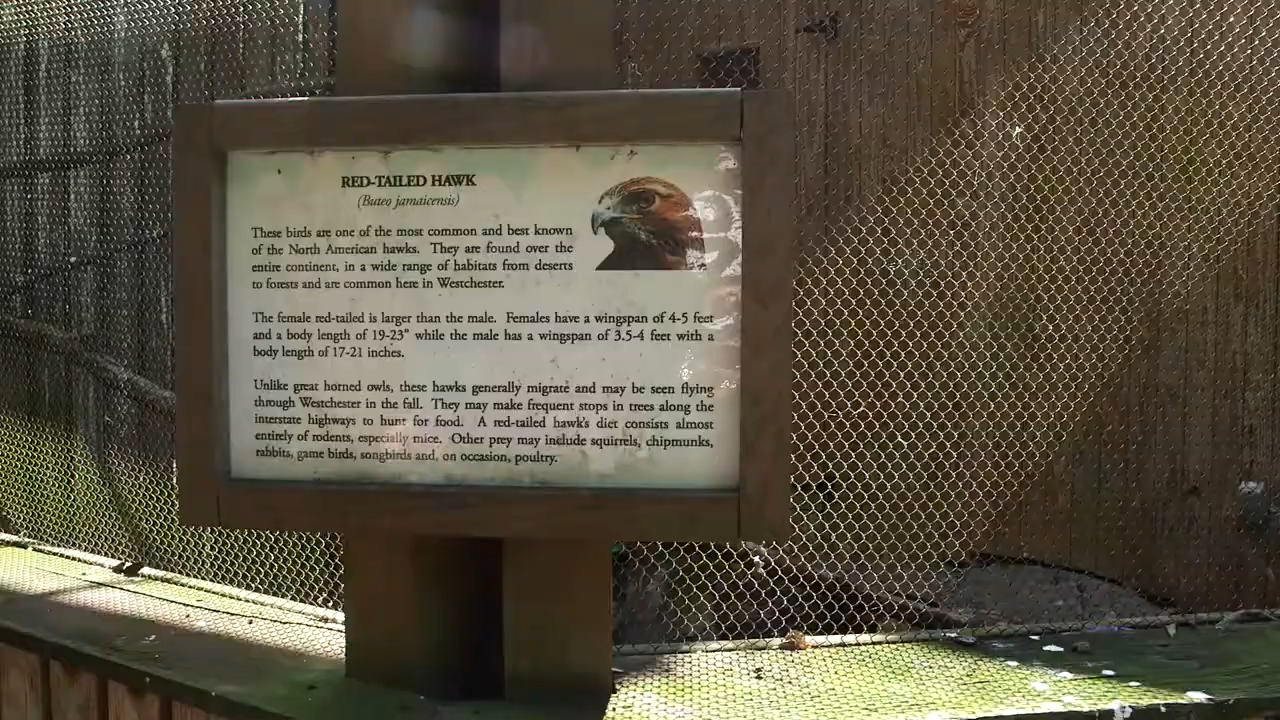 RED-TAILED HAWK
(Buteo jamaicensis)
These birds are one of the most common and best known
of the North American hawks. They are found over the
entire continent, in a wide range of habitats from deserts
to forests and are common here in Westchester.
The female red-tailed is larger than the male. Females have a wingspan of 4-5 feet
and a body length of 19-23" while the male has a wingspan of 3.5-4 feet with a
body length of 17-21 inches.
Unlike great horned owls, these hawks generally migrate and may be seen flying
through Westchester in the fall. They may make frequent stops in trees along the
interstate highways to hunt for food. A red-tailed hawk's diet consists almost
entirely of rodents, especially mice. Other prey may include squirrels, chipmunks,
rabbits, game birds, songbirds and, on occasion, poultry.